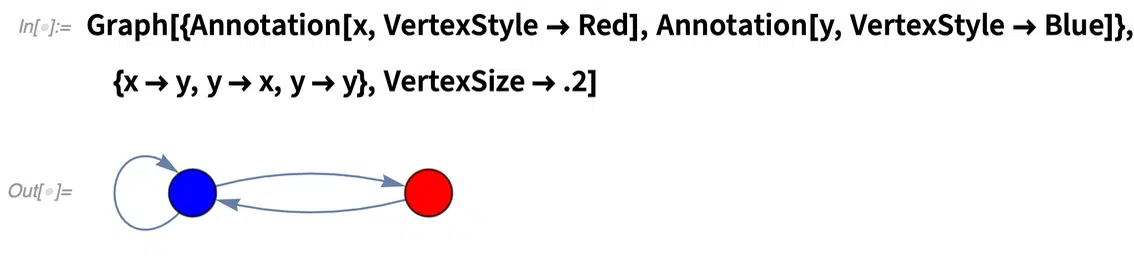 In[•]:= Graph[{Annotation[x, VertexStyle → Red], Annotation[y, VertexStyle → Blue]},
{x → y, y → x, y → y}, VertexSize → .2]
Out[•]=